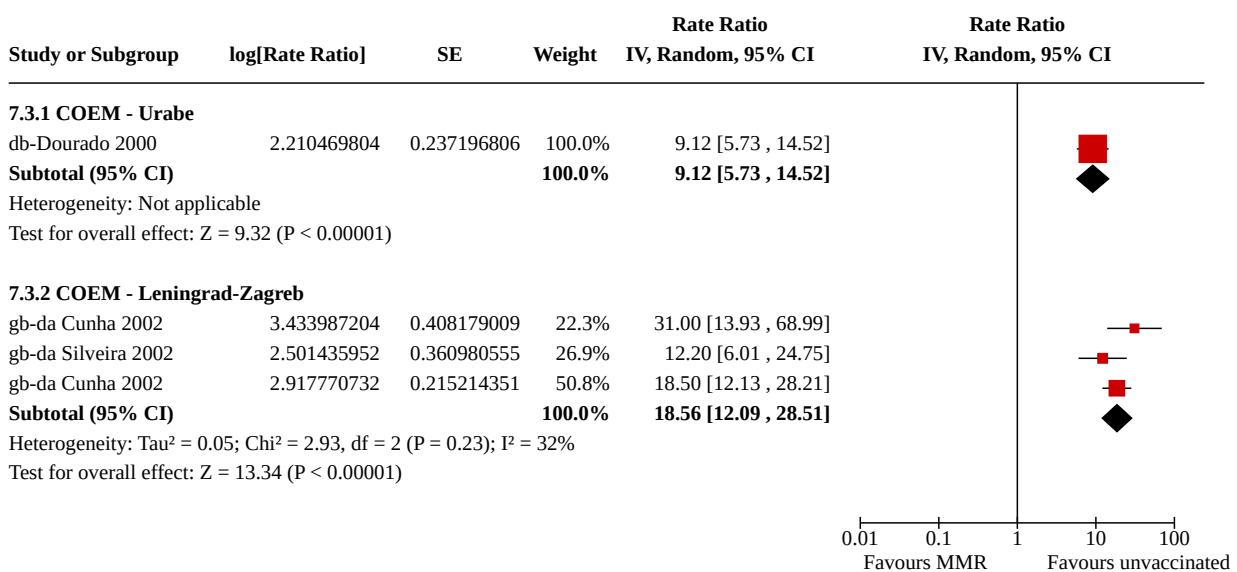 Rate Ratio Rate Ratio
Study or Subgroup log[Rate Ratio] SE Weight IV, Random, 95% CI IV, Random, 95% CI
7.3.1 COEM - Urabe
db-Dourado 2000 2.210469804 0.237196806 100.0% 9.12 [5.73 , 14.52]
Subtotal (95% CI) 100.0% 9.12 [5.73 , 14.52]
Heterogeneity: Not applicable
Test for overall effect: Z = 9.32 (P < 0.00001)
7.3.2 COEM - Leningrad-Zagreb
gb-da Cunha 2002 3.433987204 0.408179009 22.3% 31.00 [13.93 , 68.99]
gb-da Silveira 2002 2.501435952 0.360980555 26.9% 12.20 [6.01 , 24.75]
gb-da Cunha 2002 2.917770732 0.215214351 50.8% 18.50 [12.13 , 28.21]
Subtotal (95% CI) 100.0% 18.56 [12.09 , 28.51]
Heterogeneity: Tau² = 0.05; Chi² = 2.93, df = 2 (P = 0.23); I² = 32%
Test for overall effect: Z = 13.34 (P < 0.00001)
0.01 0.1 1 10 100
Favours MMR Favours unvaccinated